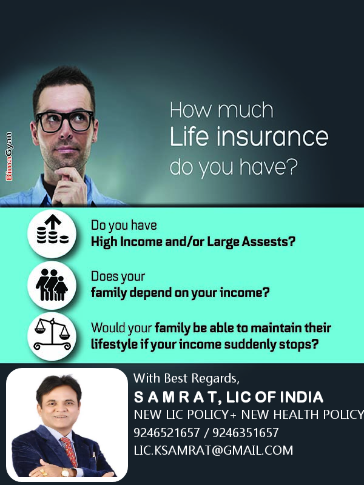 How much
Life insurance
do you have?
BimaGyan
Do you have
High Income and/or Large Assests?
Does your
family depend on your income?
Would your family be able to maintain their
lifestyle if your income suddenly stops?
With Best Regards,
S A M R A T, LIC OF INDIA
NEW LIC POLICY+ NEW HEALTH POLICY
9246521657 / 9246351657
LIC.KSAMRAT@GMAIL.COM